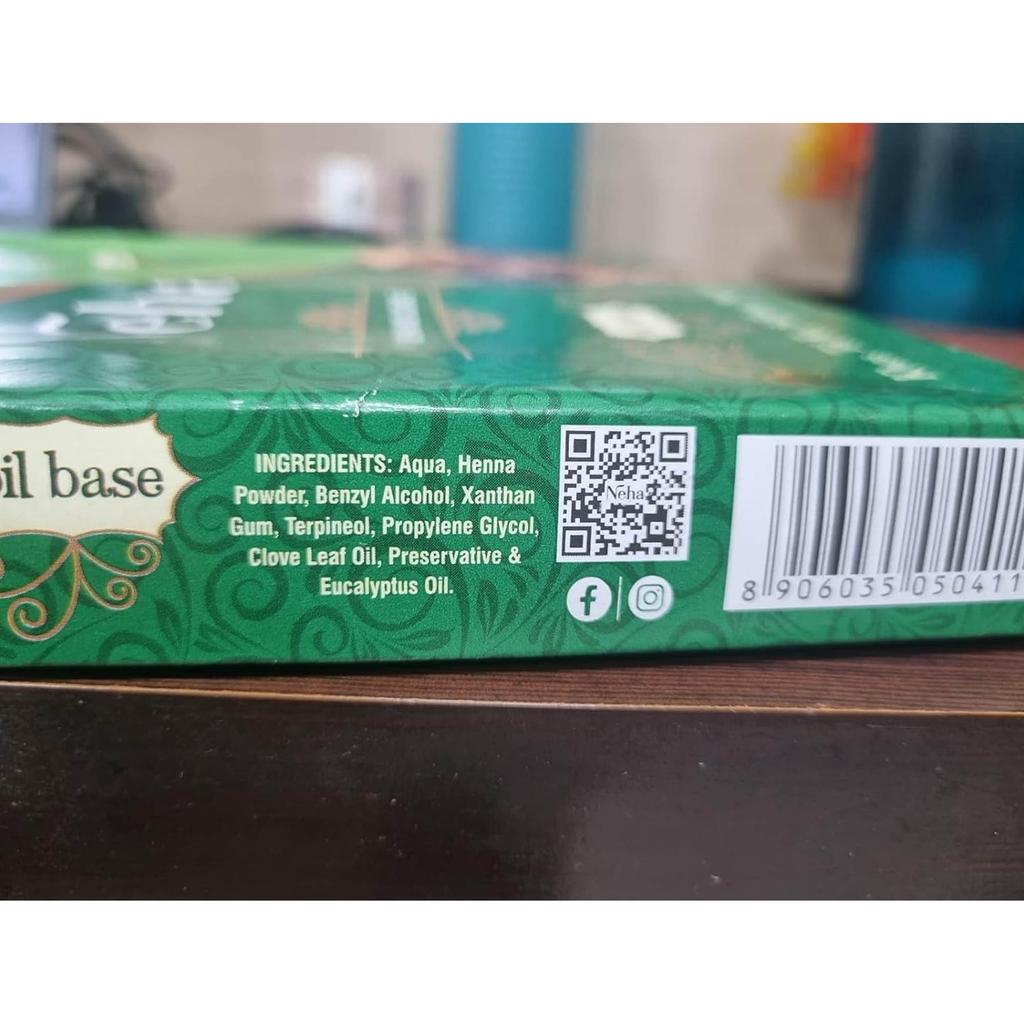 oil base
INGREDIENTS: Aqua, Henna
Powder, Benzyl Alcohol, Xanthan
Gum, Terpineol, Propylene Glycol,
Clove Leaf Oil, Preservative &
Eucalyptus Oil.
Neha
8 906035 050411